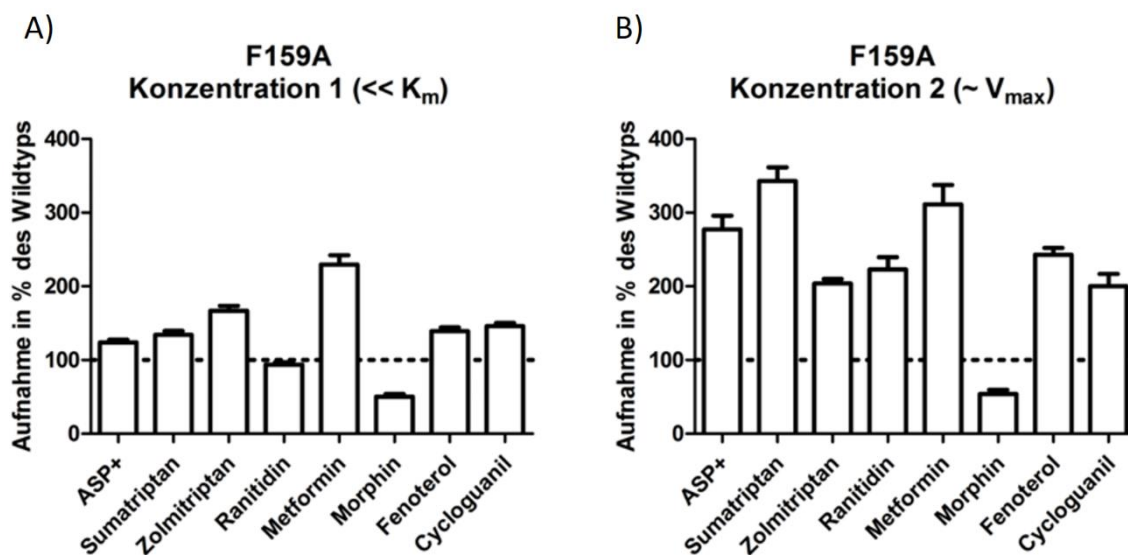 A)
F159A
Konzentration 1 (<< Km)
Aufnahme in % des Wildtyps
400
300
200
100
0
ASP+
Sumatriptan
Zolmitriptan
Ranitidin
Metformin
Morphin
Fenoterol
Cycloguanil
B)
F159A
Konzentration 2 (~ Vmax)
Aufnahme in % des Wildtyps
400
300
200
100
0
ASP+
Sumatriptan
Zolmitriptan
Ranitidin
Metformin
Morphin
Fenoterol
Cycloguanil